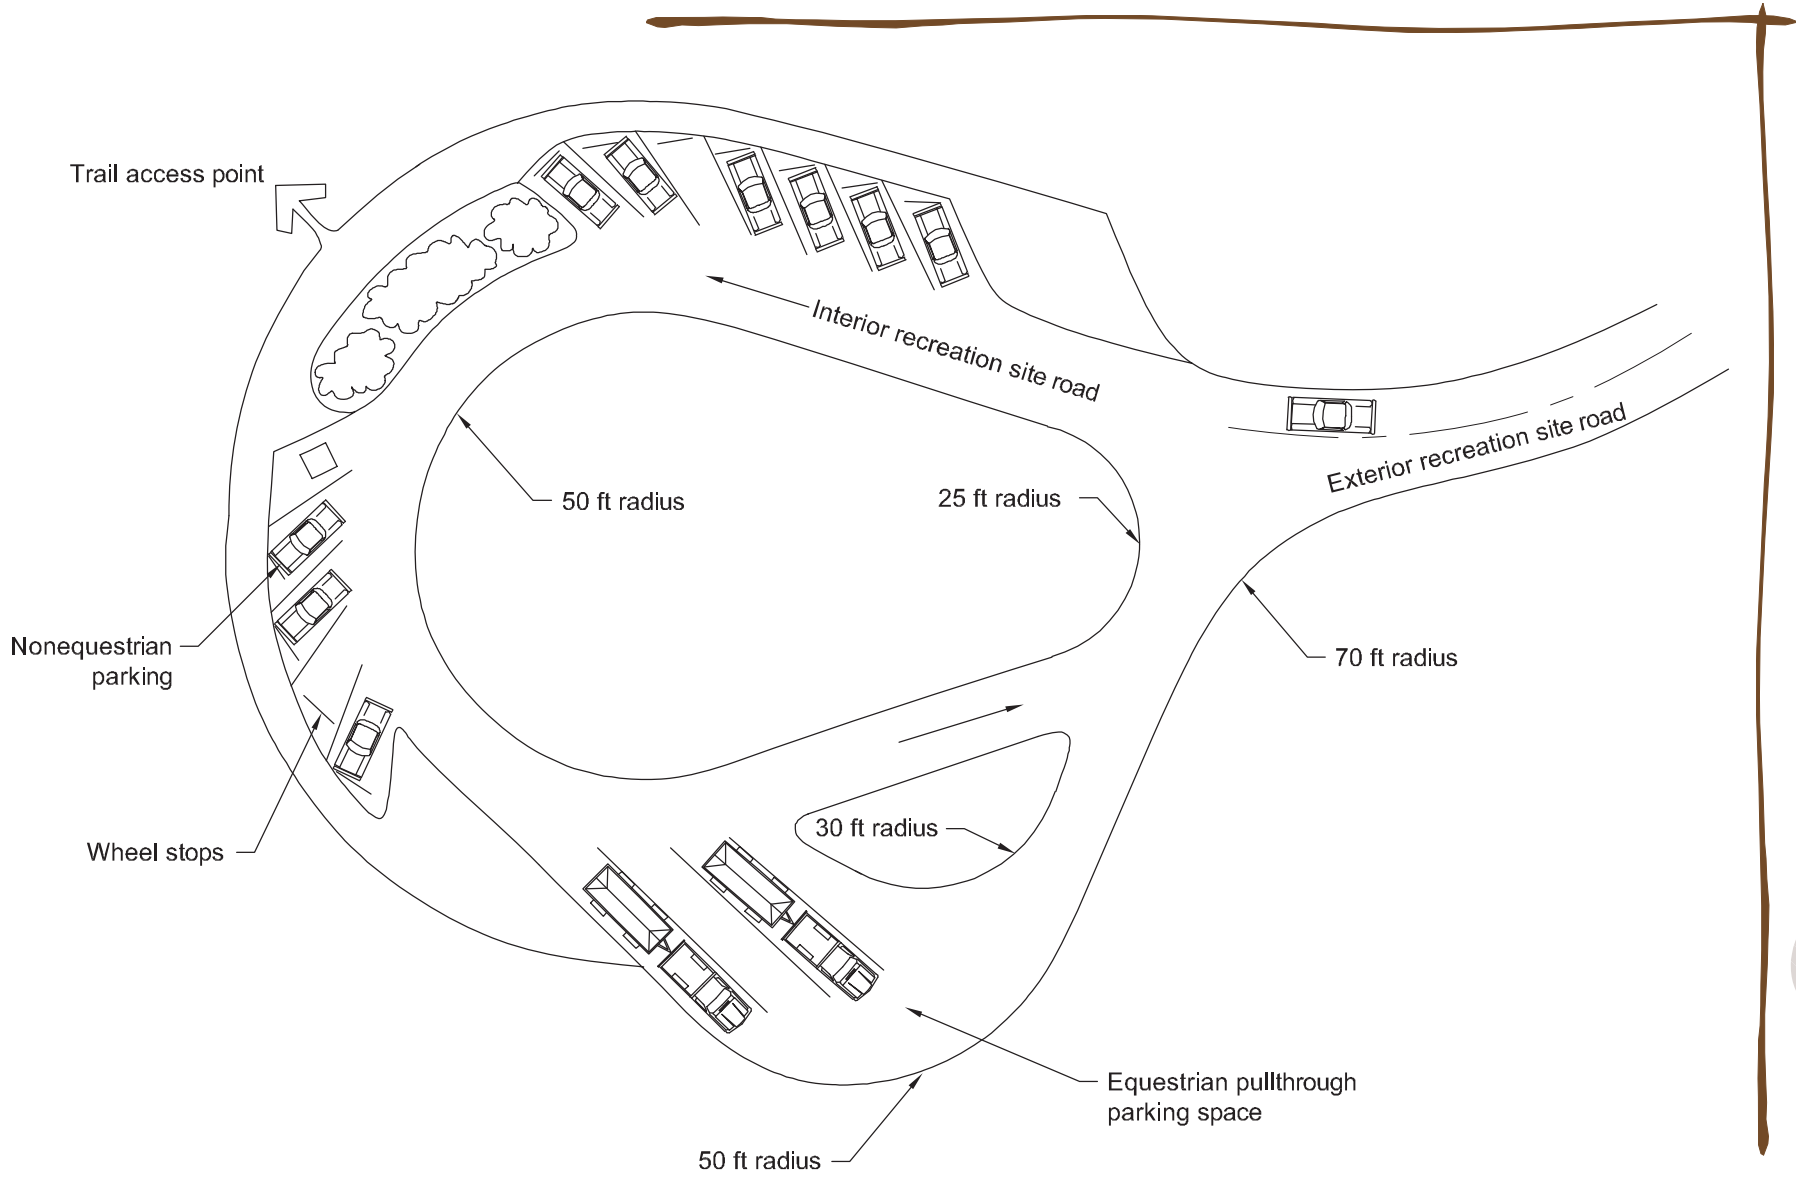 Trail access point
Interior recreation site road
Exterior recreation site road
50 ft radius
25 ft radius
Nonequestrian
parking
70 ft radius
Wheel stops
30 ft radius
Equestrian pullthrough
parking space
50 ft radius